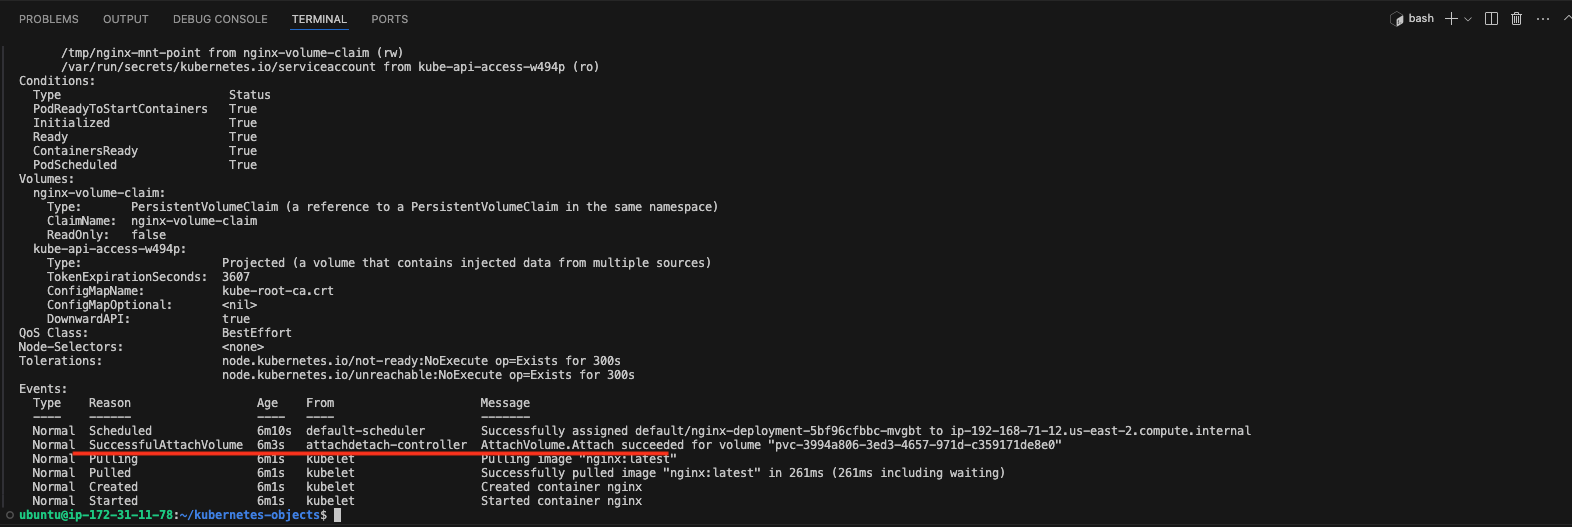 PROBLEMS OUTPUT DEBUG CONSOLE TERMINAL PORTS bash
/tmp/nginx-mnt-point from nginx-volume-claim (rw)
/var/run/secrets/kubernetes.io/serviceaccount from kube-api-access-w494p (ro)
Conditions:
Type Status
PodReadyToStartContainers True
Initialized True
Ready True
ContainersReady True
PodScheduled True
Volumes:
nginx-volume-claim:
Type: PersistentVolumeClaim (a reference to a PersistentVolumeClaim in the same namespace)
ClaimName: nginx-volume-claim
ReadOnly: false
kube-api-access-w494p:
Type: Projected (a volume that contains injected data from multiple sources)
TokenExpirationSeconds: 3607
ConfigMapName: kube-root-ca.crt
ConfigMapOptional: <nil>
DownwardAPI: true
QoS Class: BestEffort
Node-Selectors: <none>
Tolerations: node.kubernetes.io/not-ready:NoExecute op=Exists for 300s
node.kubernetes.io/unreachable:NoExecute op=Exists for 300s
Events:
Type Reason Age From Message
---- ------ ---- ---- -------
Normal Scheduled 6m10s default-scheduler Successfully assigned default/nginx-deployment-5bf96cfbbc-mvgbt to ip-192-168-71-12.us-east-2.compute.internal
Normal SuccessfulAttachVolume 6m3s attachdetach-controller AttachVolume.Attach succeeded for volume "pvc-3994a806-3ed3-4657-971d-c359171de8e0"
Normal Pulling 6m1s kubelet Pulling image "nginx:latest"
Normal Pulled 6m1s kubelet Successfully pulled image "nginx:latest" in 261ms (261ms including waiting)
Normal Created 6m1s kubelet Created container nginx
Normal Started 6m1s kubelet Started container nginx
ubuntu@ip-172-31-11-78:~/kubernetes-objects$